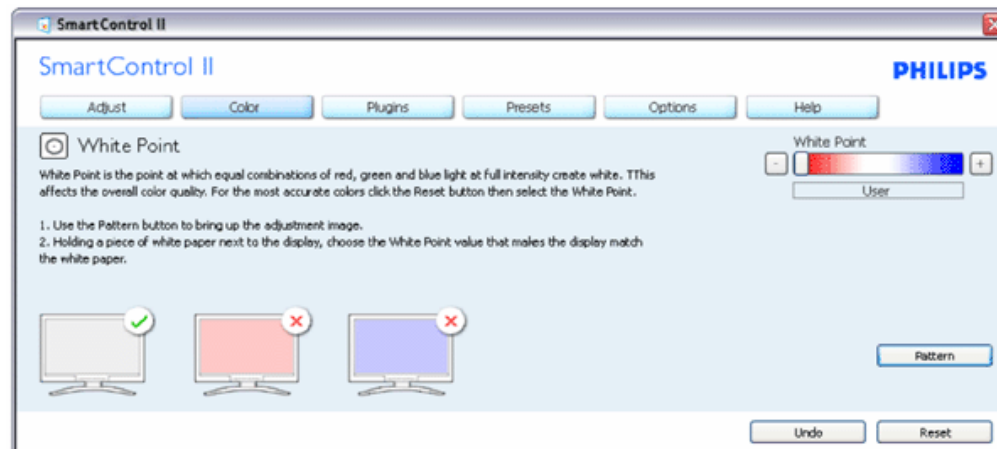 SmartControl II
SmartControl II
PHILIPS
Adjust Color Plugins Presets Options Help
White Point
White Point is the point at which equal combinations of red, green and blue light at full intensity create white. TThis
affects the overall color quality. For the most accurate colors click the Reset button then select the White Point.
1. Use the Pattern button to bring up the adjustment image.
2. Holding a piece of white paper next to the display, choose the White Point value that makes the display match
the white paper.
White Point
- +
User
Pattern
Undo Reset